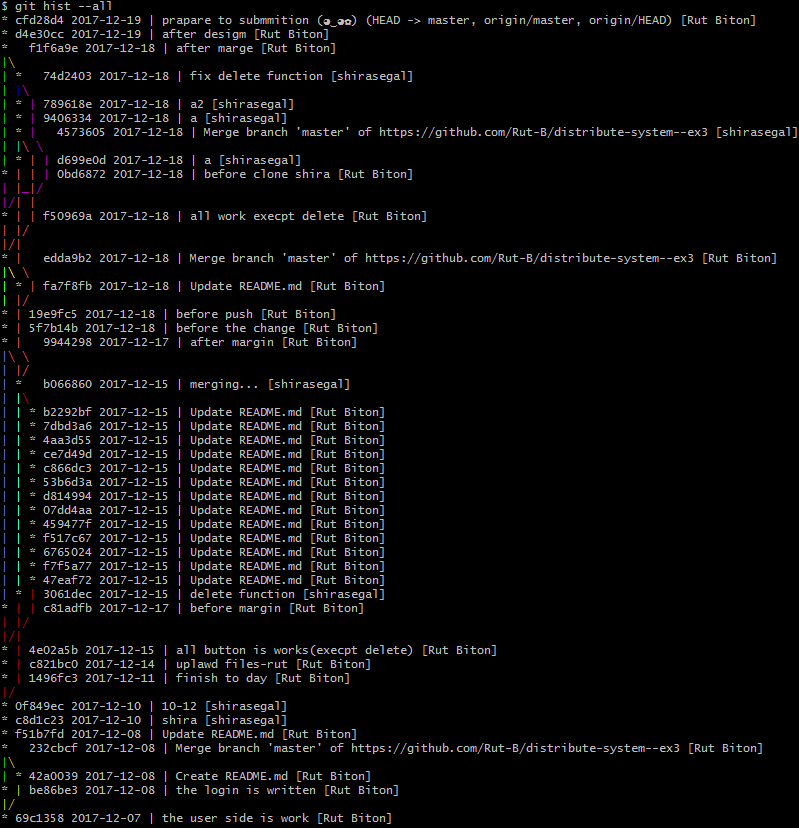 $ git hist --all
* cfd28d4 2017-12-19 | prapare to submmition (◕‿◕✿) (HEAD -> master, origin/master, origin/HEAD) [Rut Biton]
* d4e30cc 2017-12-19 | after desigm [Rut Biton]
*   f1f6a9e 2017-12-18 | after marge [Rut Biton]
|\
| *   74d2403 2017-12-18 | fix delete function [shirasegal]
| |\
| * | 789618e 2017-12-18 | a2 [shirasegal]
| * | 9406334 2017-12-18 | a [shirasegal]
| * |   4573605 2017-12-18 | Merge branch 'master' of https://github.com/Rut-B/distribute-system--ex3 [shirasegal]
| |\ \
| * | | d699e0d 2017-12-18 | a [shirasegal]
* | | | 0bd6872 2017-12-18 | before clone shira [Rut Biton]
| |_|/
|/| |
* | | f50969a 2017-12-18 | all work execpt delete [Rut Biton]
| |/
|/|
* |   edda9b2 2017-12-18 | Merge branch 'master' of https://github.com/Rut-B/distribute-system--ex3 [Rut Biton]
|\ \
| * | fa7f8fb 2017-12-18 | Update README.md [Rut Biton]
| |/
* | 19e9fc5 2017-12-18 | before push [Rut Biton]
* | 5f7b14b 2017-12-18 | before the change [Rut Biton]
* |   9944298 2017-12-17 | after margin [Rut Biton]
|\ \
| |/
| *   b066860 2017-12-15 | merging... [shirasegal]
| |\
| | * b2292bf 2017-12-15 | Update README.md [Rut Biton]
| | * 7dbd3a6 2017-12-15 | Update README.md [Rut Biton]
| | * 4aa3d55 2017-12-15 | Update README.md [Rut Biton]
| | * ce7d49d 2017-12-15 | Update README.md [Rut Biton]
| | * c866dc3 2017-12-15 | Update README.md [Rut Biton]
| | * 53b6d3a 2017-12-15 | Update README.md [Rut Biton]
| | * d814994 2017-12-15 | Update README.md [Rut Biton]
| | * 07dd4aa 2017-12-15 | Update README.md [Rut Biton]
| | * 459477f 2017-12-15 | Update README.md [Rut Biton]
| | * f517c67 2017-12-15 | Update README.md [Rut Biton]
| | * 6765024 2017-12-15 | Update README.md [Rut Biton]
| | * f7f5a77 2017-12-15 | Update README.md [Rut Biton]
| | * 47eaf72 2017-12-15 | Update README.md [Rut Biton]
| * | 3061dec 2017-12-15 | delete function [shirasegal]
* | | c81adfb 2017-12-17 | before margin [Rut Biton]
| |/
|/|
* | 4e02a5b 2017-12-15 | all button is works(execpt delete) [Rut Biton]
* | c821bc0 2017-12-14 | uplawd files-rut [Rut Biton]
* | 1496fc3 2017-12-11 | finish to day [Rut Biton]
|/
* 0f849ec 2017-12-10 | 10-12 [shirasegal]
* c8d1c23 2017-12-10 | shira [shirasegal]
* f51b7fd 2017-12-08 | Update README.md [Rut Biton]
*   232cbcf 2017-12-08 | Merge branch 'master' of https://github.com/Rut-B/distribute-system--ex3 [Rut Biton]
|\
| * 42a0039 2017-12-08 | Create README.md [Rut Biton]
* | be86be3 2017-12-08 | the login is written [Rut Biton]
|/
* 69c1358 2017-12-07 | the user side is work [Rut Biton]